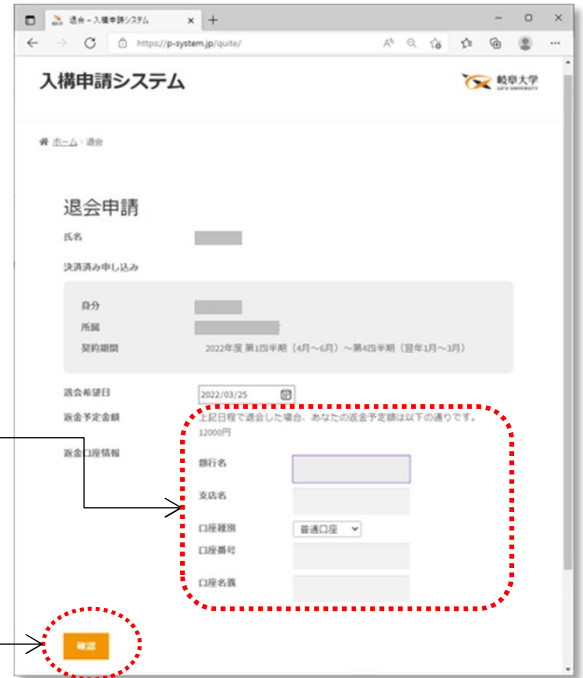 退会 – 入構申請システム
https://p-system.jp/quite/
入構申請システム
岐阜大学
GIFU UNIVERSITY
ホーム › 退会
退会申請
氏名
決済済み申し込み
身分
所属
契約期間 2022年度 第1四半期（4月～6月）～第4四半期（翌年1月～3月）
退会希望日 2022/03/25
返金予定金額 上記日程で退会した場合、あなたの返金予定額は以下の通りです。
12000円
返金口座情報
銀行名
支店名
口座種別 普通口座
口座番号
口座名義
確認